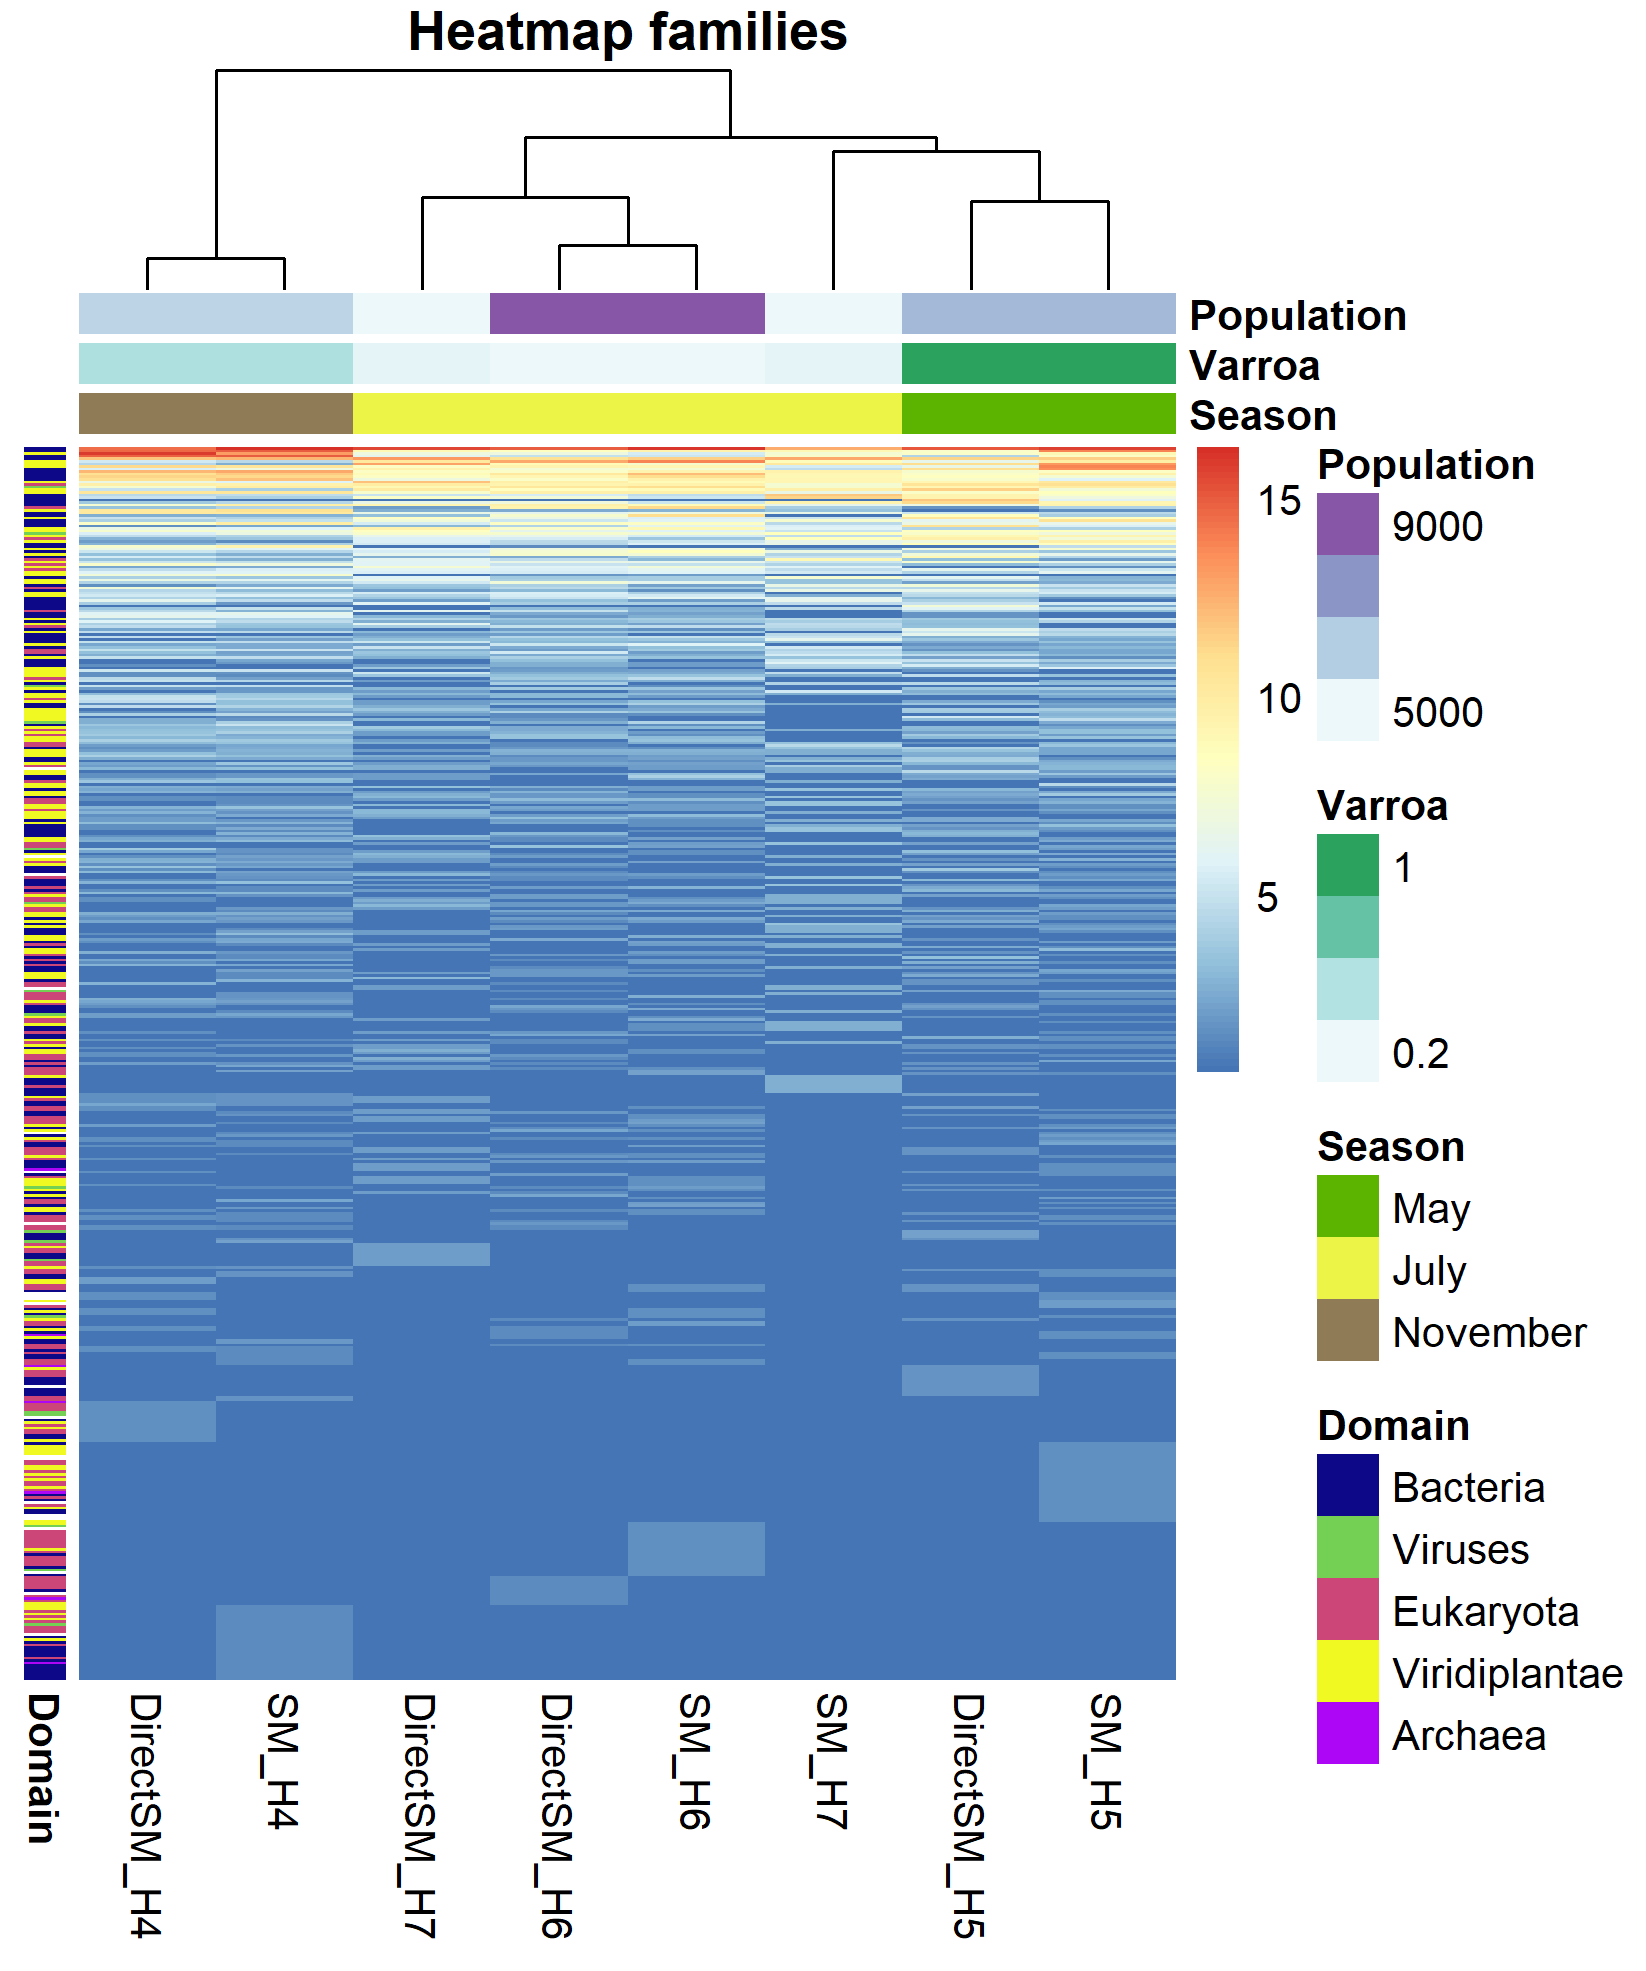 Heatmap families
Population
Varroa
Season
15
10
5
Population
9000
5000
Varroa
1
0.2
Season
May
July
November
Domain
Bacteria
Viruses
Eukaryota
Viridiplantae
Archaea
Domain
DirectSM_H4
SM_H4
DirectSM_H7
DirectSM_H6
SM_H6
SM_H7
DirectSM_H5
SM_H5